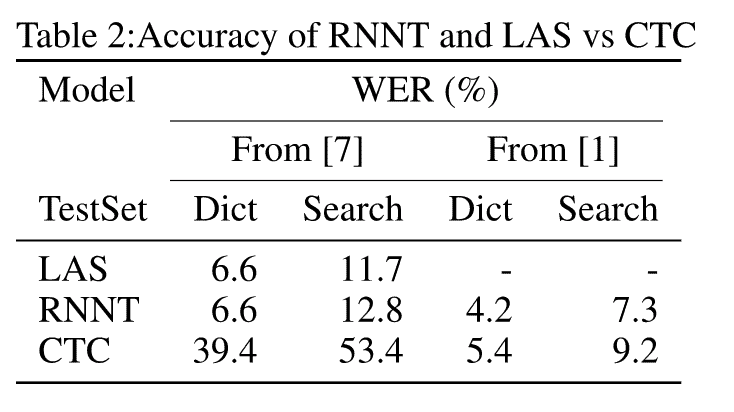 Table 2:Accuracy of RNNT and LAS vs CTC
Model WER (%)
From [7] From [1]
TestSet Dict Search Dict Search
LAS 6.6 11.7 - -
RNNT 6.6 12.8 4.2 7.3
CTC 39.4 53.4 5.4 9.2